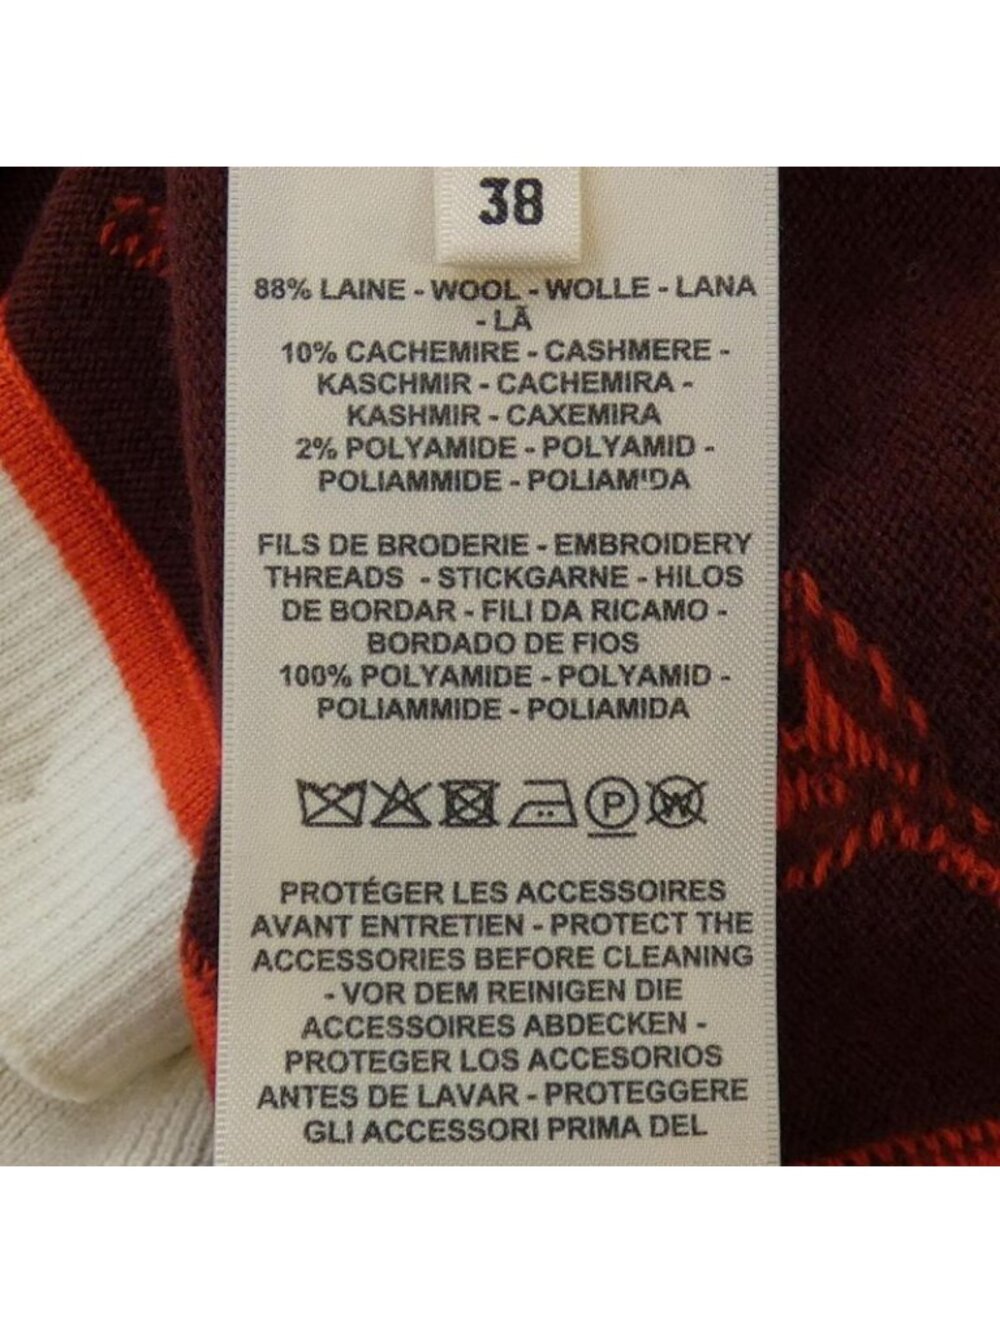 38
88% LAINE - WOOL - WOLLE - LANA
- LÃ
10% CACHEMIRE - CASHMERE -
KASCHMIR - CACHEMIRA -
KASHMIR - CAXEMIRA
2% POLYAMIDE - POLYAMID -
POLIAMMIDE - POLIAMIDA
FILS DE BRODERIE - EMBROIDERY
THREADS - STICKGARNE - HILOS
DE BORDAR - FILI DA RICAMO -
BORDADO DE FIOS
100% POLYAMIDE - POLYAMID -
POLIAMMIDE - POLIAMIDA
P W
PROTÉGER LES ACCESSOIRES
AVANT ENTRETIEN - PROTECT THE
ACCESSORIES BEFORE CLEANING
- VOR DEM REINIGEN DIE
ACCESSOIRES ABDECKEN -
PROTEGER LOS ACCESORIOS
ANTES DE LAVAR - PROTEGGERE
GLI ACCESSORI PRIMA DEL